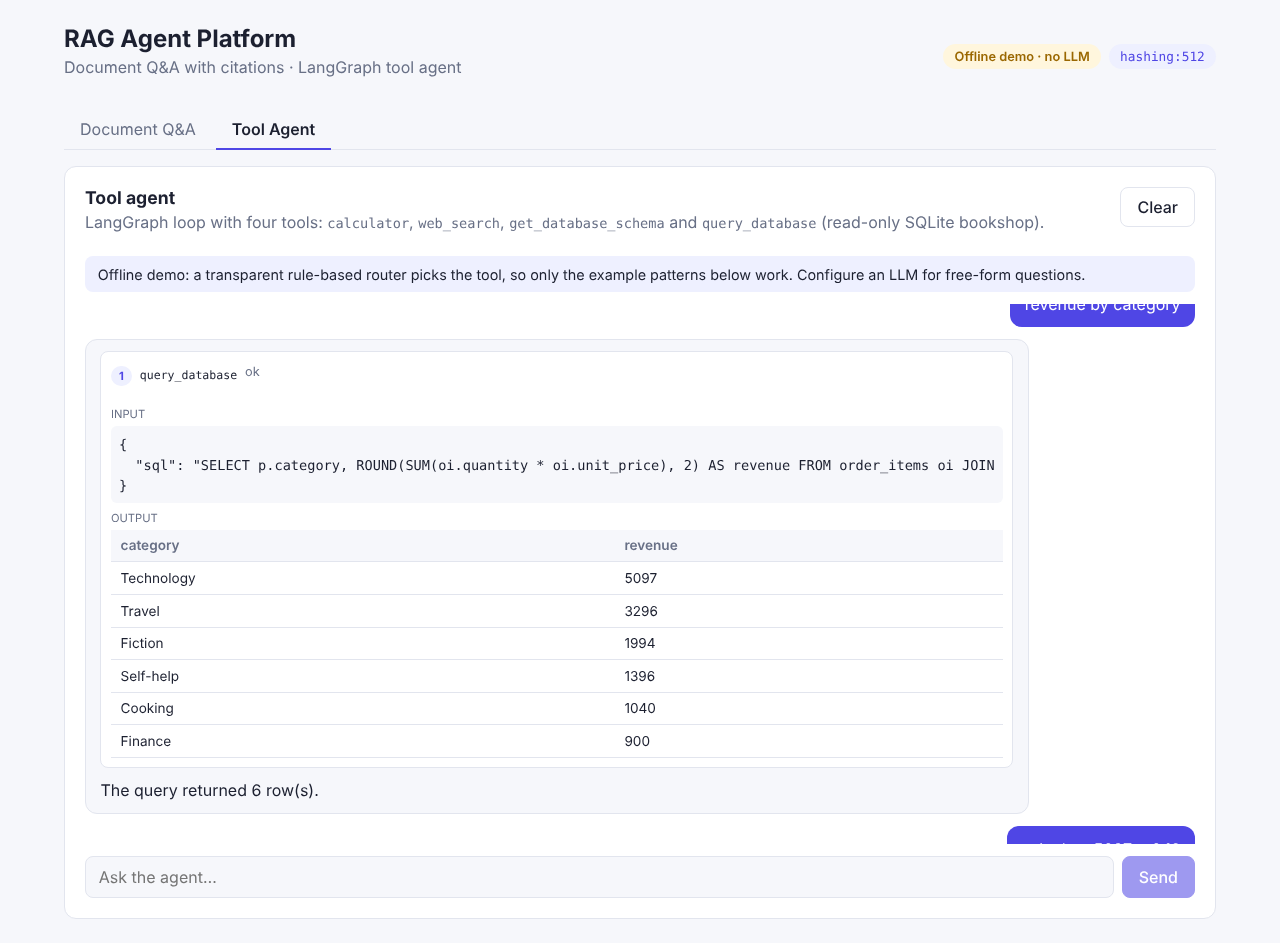 RAG Agent Platform
Document Q&A with citations · LangGraph tool agent
Offline demo · no LLM
hashing:512
Document Q&A
Tool Agent
Tool agent
LangGraph loop with four tools: calculator, web_search, get_database_schema and query_database (read-only SQLite bookshop).
Clear
Offline demo: a transparent rule-based router picks the tool, so only the example patterns below work. Configure an LLM for free-form questions.
revenue by category
1 query_database ok
INPUT
{
"sql": "SELECT p.category, ROUND(SUM(oi.quantity * oi.unit_price), 2) AS revenue FROM order_items oi JOIN
}
OUTPUT
category revenue
Technology 5097
Travel 3296
Fiction 1994
Self-help 1396
Cooking 1040
Finance 900
The query returned 6 row(s).
Ask the agent...
Send